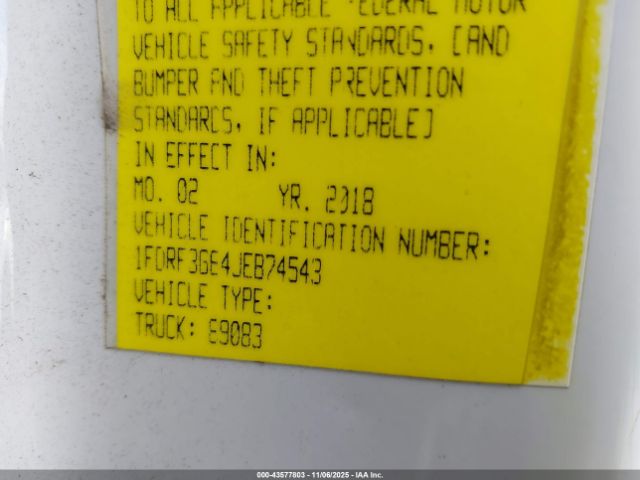 TO ALL APPLICABLE FEDERAL MOTOR
VEHICLE SAFETY STANDARDS, [AND
BUMPER AND THEFT PREVENTION
STANDARDS, IF APPLICABLE]
IN EFFECT IN:
MO. 02 YR. 2018
VEHICLE IDENTIFICATION NUMBER:
1FDRF3GE4JEB74543
VEHICLE TYPE:
TRUCK: E9083
000-43577803 - 11/06/2025 - IAA Inc.